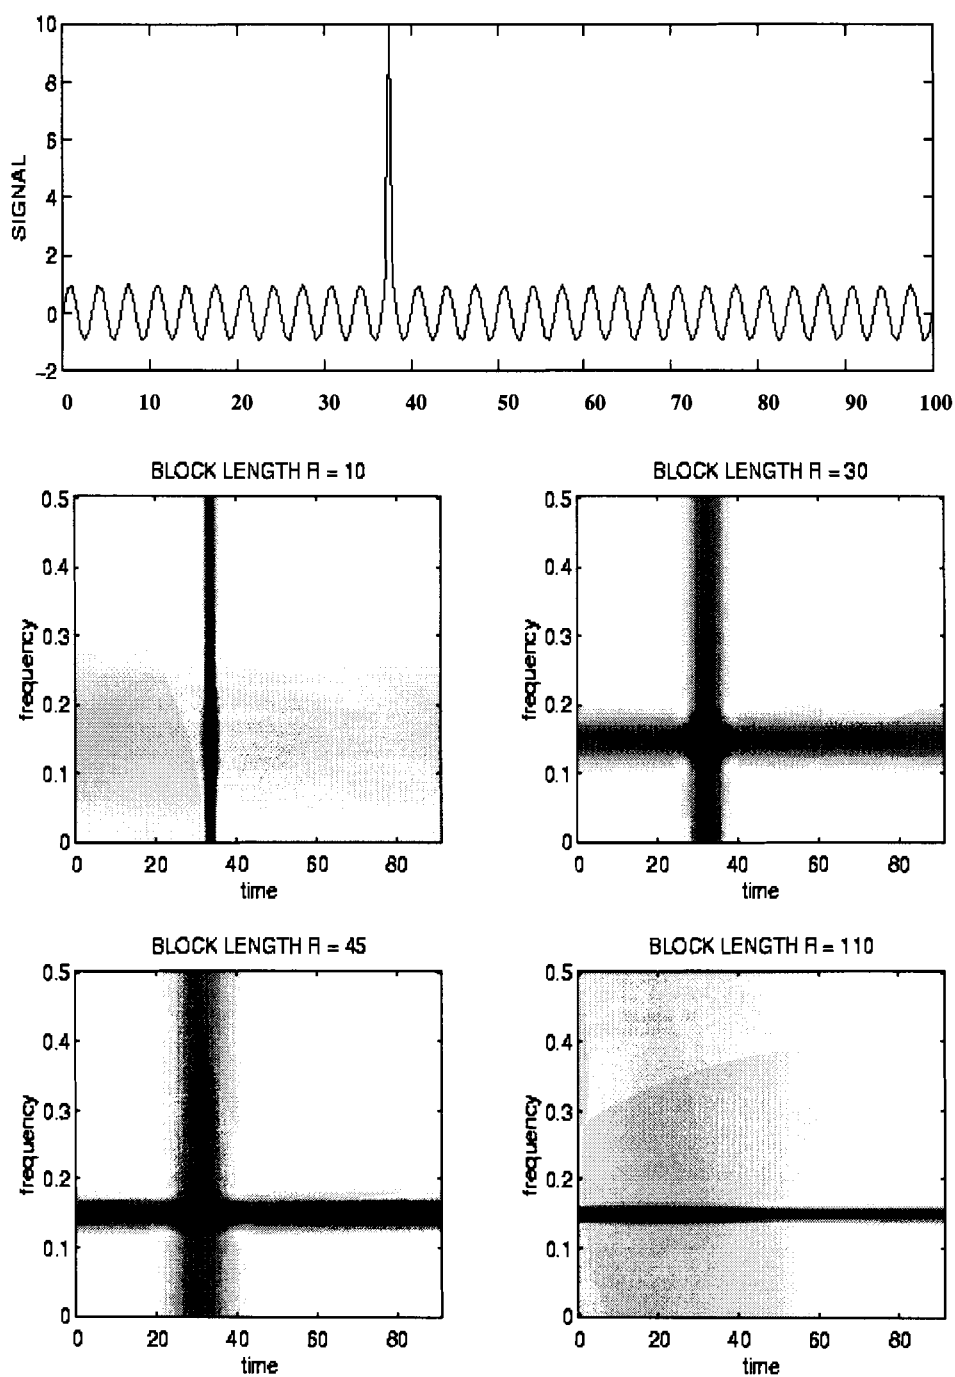 10
8
6
4
2
0
-2
SIGNAL
0 10 20 30 40 50 60 70 80 90 100
BLOCK LENGTH R = 10
0.5
0.4
0.3
0.2
0.1
0
frequency
0 20 40 60 80
time
BLOCK LENGTH R = 30
0.5
0.4
0.3
0.2
0.1
0
frequency
0 20 40 60 80
time
BLOCK LENGTH R = 45
0.5
0.4
0.3
0.2
0.1
0
frequency
0 20 40 60 80
time
BLOCK LENGTH R = 110
0.5
0.4
0.3
0.2
0.1
0
frequency
0 20 40 60 80
time